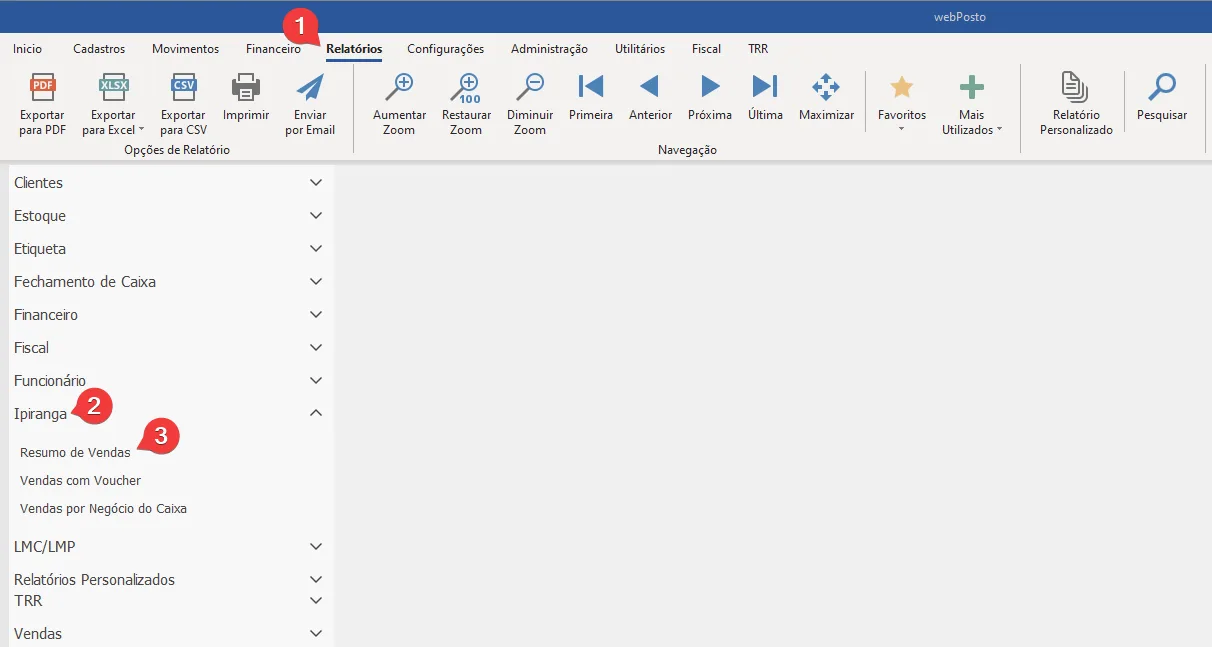 webPosto
1
Inicio Cadastros Movimentos Financeiro Relatórios Configurações Administração Utilitários Fiscal TRR
PDF XLSX CSV 100
Exportar para PDF
Exportar para Excel
Exportar para CSV
Imprimir
Enviar por Email
Aumentar Zoom
Restaurar Zoom
Diminuir Zoom
Primeira
Anterior
Próxima
Última
Maximizar
Favoritos
Mais Utilizados
Relatório Personalizado
Pesquisar
Opções de Relatório Navegação
Clientes
Estoque
Etiqueta
Fechamento de Caixa
Financeiro
Fiscal
Funcionário
Ipiranga 2
Resumo de Vendas 3
Vendas com Voucher
Vendas por Negócio do Caixa
LMC/LMP
Relatórios Personalizados
TRR
Vendas